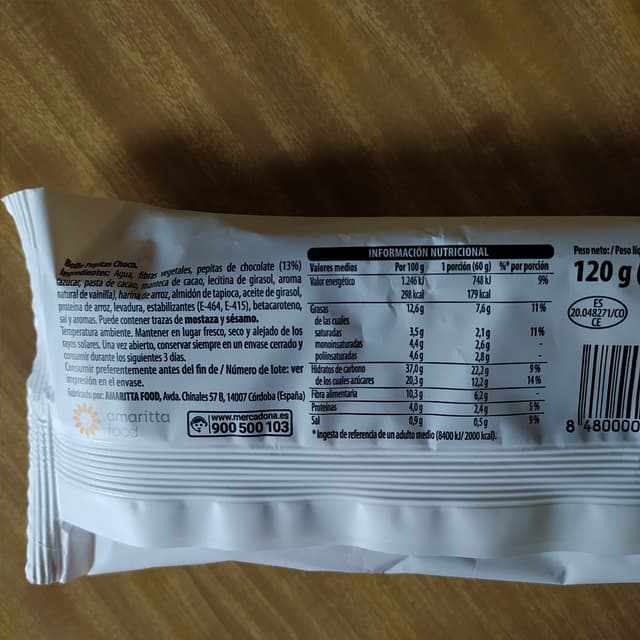 Bollo Pepitas Choco.
Ingredientes: Agua, fibras vegetales, pepitas de chocolate (13%)
(azúcar, pasta de cacao, manteca de cacao, lecitina de girasol, aroma
natural de vainilla), harina de arroz, almidón de tapioca, aceite de girasol,
proteína de arroz, levadura, estabilizantes (E-464, E-415), betacaroteno,
sal y aromas. Puede contener trazas de mostaza y sésamo.
Temperatura ambiente. Mantener en lugar fresco, seco y alejado de los
rayos solares. Una vez abierto, conservar siempre en un envase cerrado y
consumir durante los siguientes 3 días.
Consumir preferentemente antes del fin de / Número de lote: ver
impresión en el envase.
Fabricado por: AMARITTA FOOD, Avda. Chinales 57 B, 14007 Córdoba (España)
amaritta
food
www.mercadona.es
900 500 103
INFORMACIÓN NUTRICIONAL
Valores medios Por 100 g 1 porción (60 g) %* por porción
Valor energético 1.246 kJ 748 kJ 9%
298 kcal 179 kcal
Grasas 12,6 g 7,6 g 11%
de las cuales
saturadas 3,5 g 2,1 g 11%
monoinsaturadas 4,4 g 2,6 g -
poliinsaturadas 4,6 g 2,8 g -
Hidratos de carbono 37,0 g 22,2 g 9%
de los cuales azúcares 20,3 g 12,2 g 14%
Fibra alimentaria 10,3 g 6,2 g -
Proteínas 4,0 g 2,4 g 5%
Sal 0,9 g 0,5 g 9%
*Ingesta de referencia de un adulto medio (8400 kJ/ 2000 kcal).
Peso neto: / Peso
120 g
ES
20.048271/CO
CE
8 480000